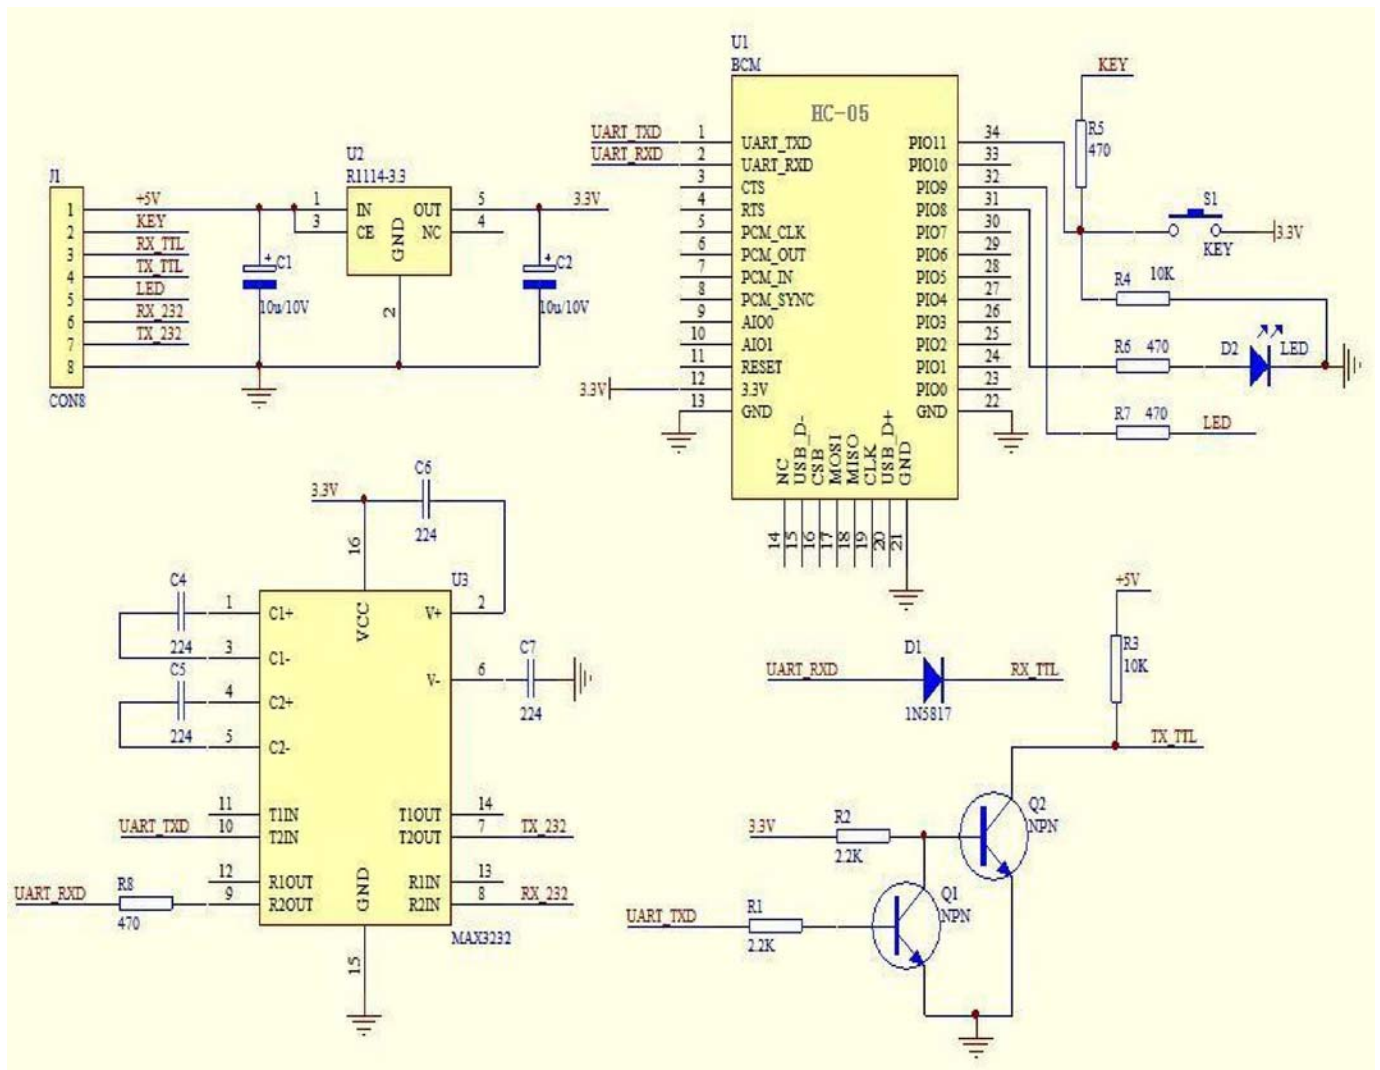 J1
1 +5V
2 KEY
3 RX_TTL
4 TX_TTL
5 LED
6 RX_232
7 TX_232
8
CON8
C1
10u/10V
U2
R1114-3.3
1 IN OUT 5
3 CE NC 4
GND
2
3.3V
C2
10u/10V
U1
BCM
HC-05
UART_TXD 1 UART_TXD PIO11 34
UART_RXD 2 UART_RXD PIO10 33
3 CTS PIO9 32
4 RTS PIO8 31
5 PCM_CLK PIO7 30
6 PCM_OUT PIO6 29
7 PCM_IN PIO5 28
8 PCM_SYNC PIO4 27
9 AIO0 PIO3 26
10 AIO1 PIO2 25
11 RESET PIO1 24
3.3V 12 3.3V PIO0 23
13 GND GND 22
NC USB_D- CSB MOSI MISO CLK USB_D+ GND
14 15 16 17 18 19 20 21
KEY
R5
470
S1
KEY
3.3V
R4 10K
R6 470
D2 LED
R7 470 LED
3.3V
C6
224
16
U3
VCC
C4
224
C5
224
1 C1+ V+ 2
3 C1- V- 6
4 C2+
5 C2-
C7
224
11 T1IN T1OUT 14
UART_TXD 10 T2IN T2OUT 7 TX_232
12 R1OUT R1IN 13
UART_RXD R8 9 R2OUT R2IN 8 RX_232
470
GND
MAX3232
15
UART_RXD D1 RX_TTL
1N5817
+5V
R3
10K
TX_TTL
Q2
NPN
3.3V R2
2.2K
Q1
NPN
UART_TXD R1
2.2K